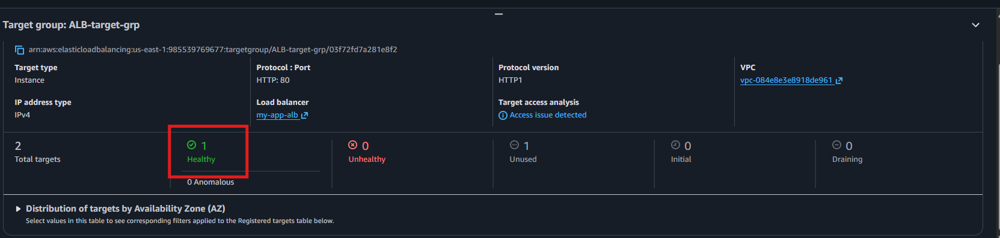 Target group: ALB-target-grp
arn:aws:elasticloadbalancing:us-east-1:985539769677:targetgroup/ALB-target-grp/03f72fd7a281e8f2
Target type
Instance
Protocol : Port
HTTP: 80
Protocol version
HTTP1
VPC
vpc-084e8e3e8918de961
IP address type
IPv4
Load balancer
my-app-alb
Target access analysis
Access issue detected
2
Total targets
1
Healthy
0 Anomalous
0
Unhealthy
1
Unused
0
Initial
0
Draining
Distribution of targets by Availability Zone (AZ)
Select values in this table to see corresponding filters applied to the Registered targets table below.